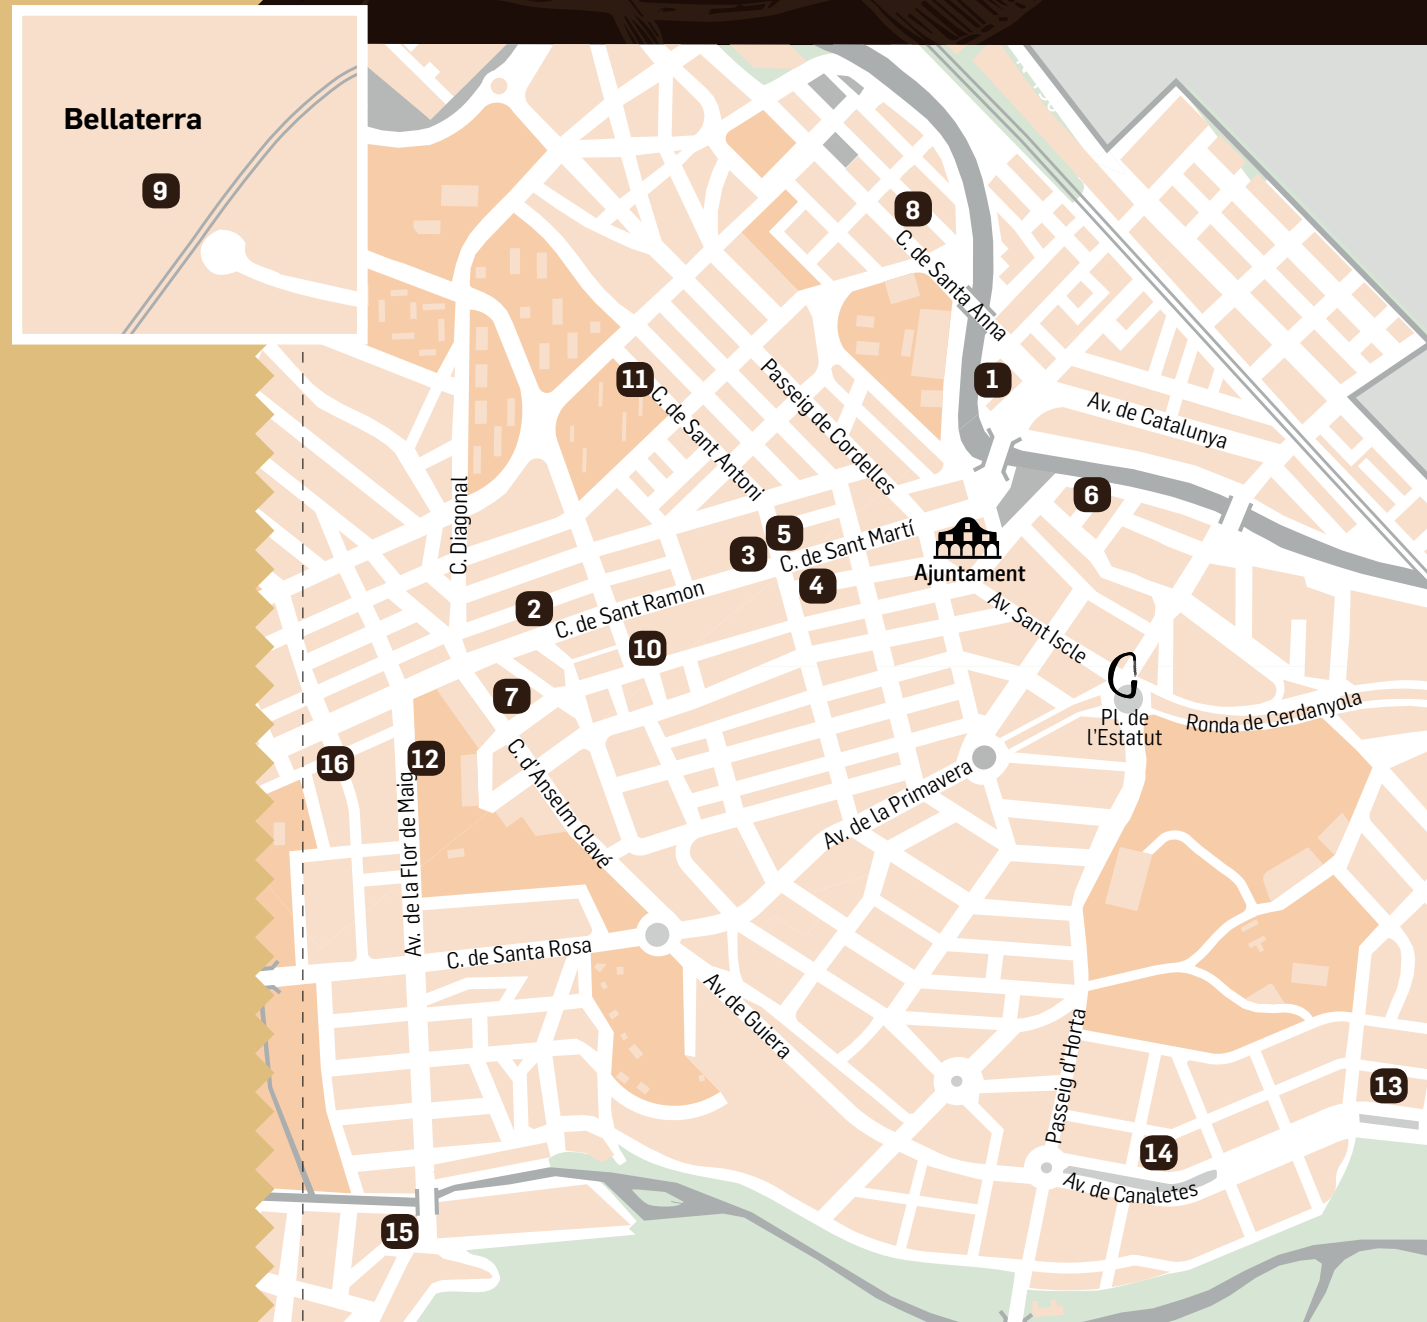 Bellaterra
9
8
C. de Santa Anna
11
1
Passeig de Cordelles
C. de Sant Antoni
Av. de Catalunya
6
C. Diagonal
5
3
C. de Sant Martí
4
Ajuntament
2
C. de Sant Ramon
Av. Sant Iscle
10
7
G
Pl. de
l'Estatut
Ronda de Cerdanyola
16
12
C. d'Anselm Clavé
Av. de la Primavera
Av. de la Flor de Maig
C. de Santa Rosa
Av. de Guiera
Passeig d'Horta
13
14
Av. de Canaletes
15